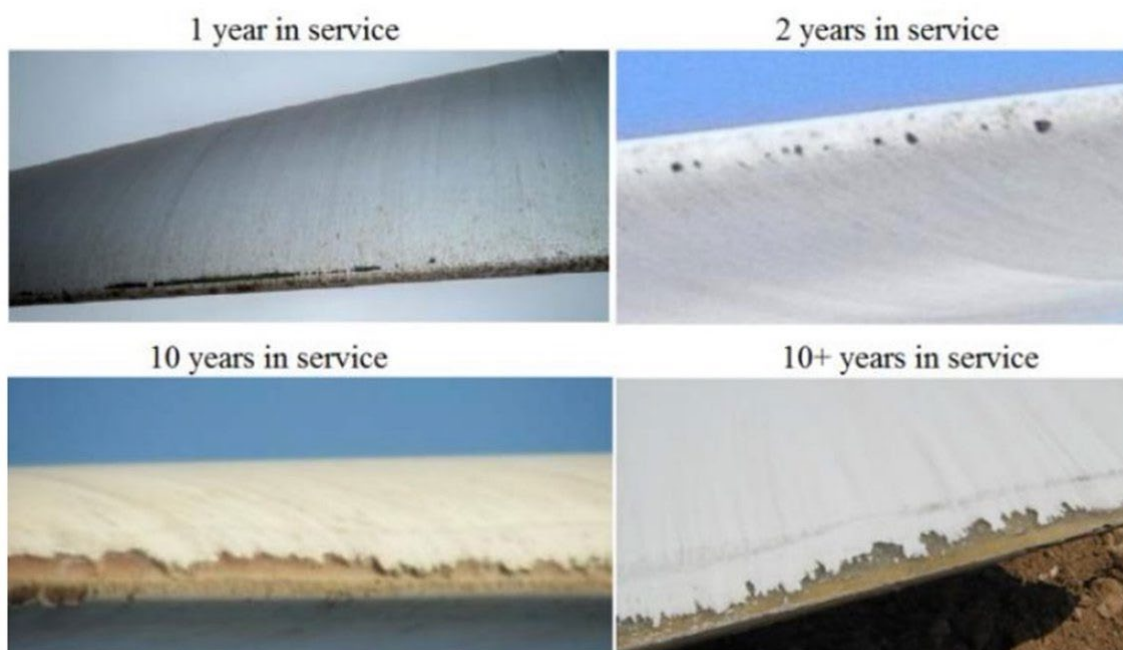 1 year in service
2 years in service
10 years in service
10+ years in service